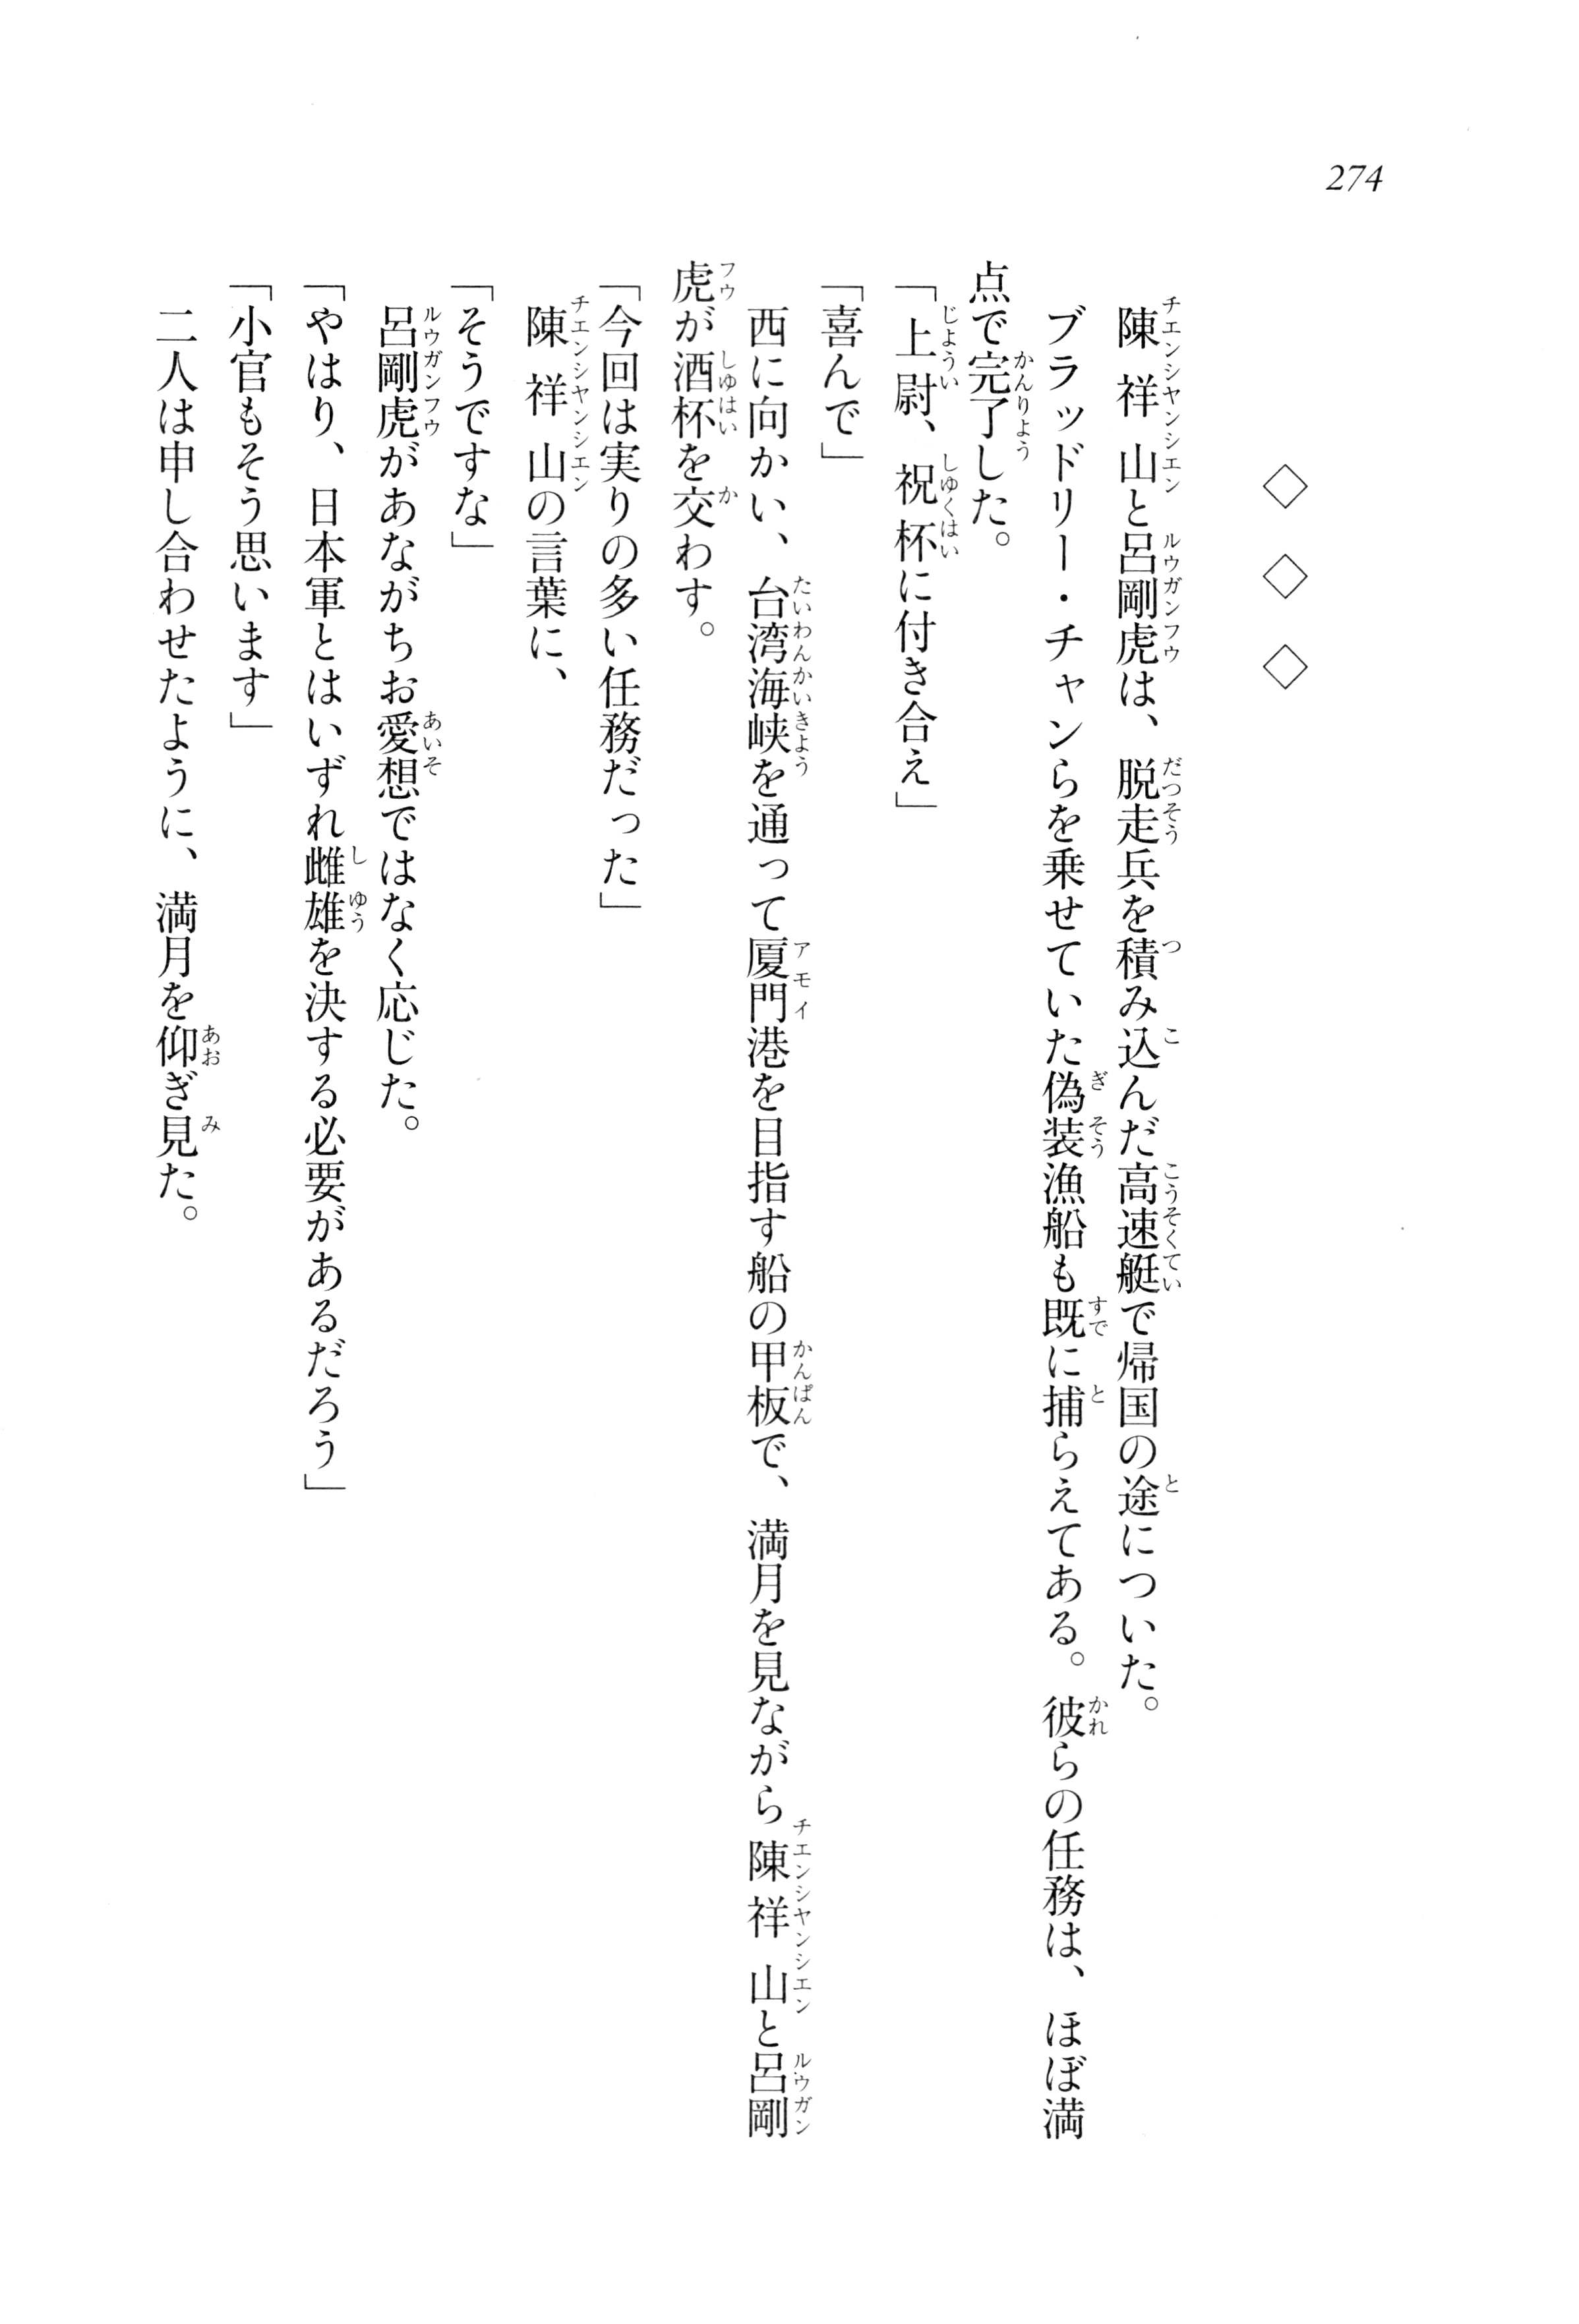 274
◇ ◇ ◇
陳祥山と呂剛虎は、脱走兵を積み込んだ高速艇で帰国の途についた。
ブラッドリー・チャンらを乗せていた偽装漁船も既に捕らえてある。彼らの任務は、ほぼ満
点で完了した。
「上尉、祝杯に付き合え」
「喜んで」
西に向かい、台湾海峡を通って厦門港を目指す船の甲板で、満月を見ながら陳祥山と呂剛
虎が酒杯を交わす。
「今回は実りの多い任務だった」
陳祥山の言葉に、
「そうですな」
呂剛虎があながちお愛想ではなく応じた。
「やはり、日本軍とはいずれ雌雄を決する必要があるだろう」
「小官もそう思います」
二人は申し合わせたように、満月を仰ぎ見た。